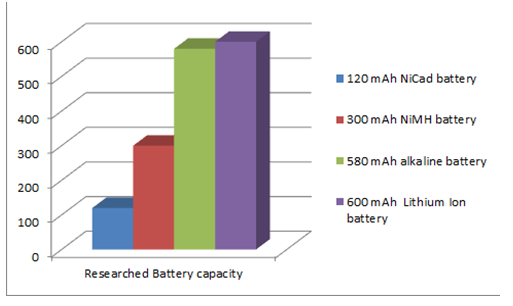 600
500
400
300
200
100
0
Researched Battery capacity
120 mAh NiCad battery
300 mAh NiMH battery
580 mAh alkaline battery
600 mAh Lithium Ion
battery